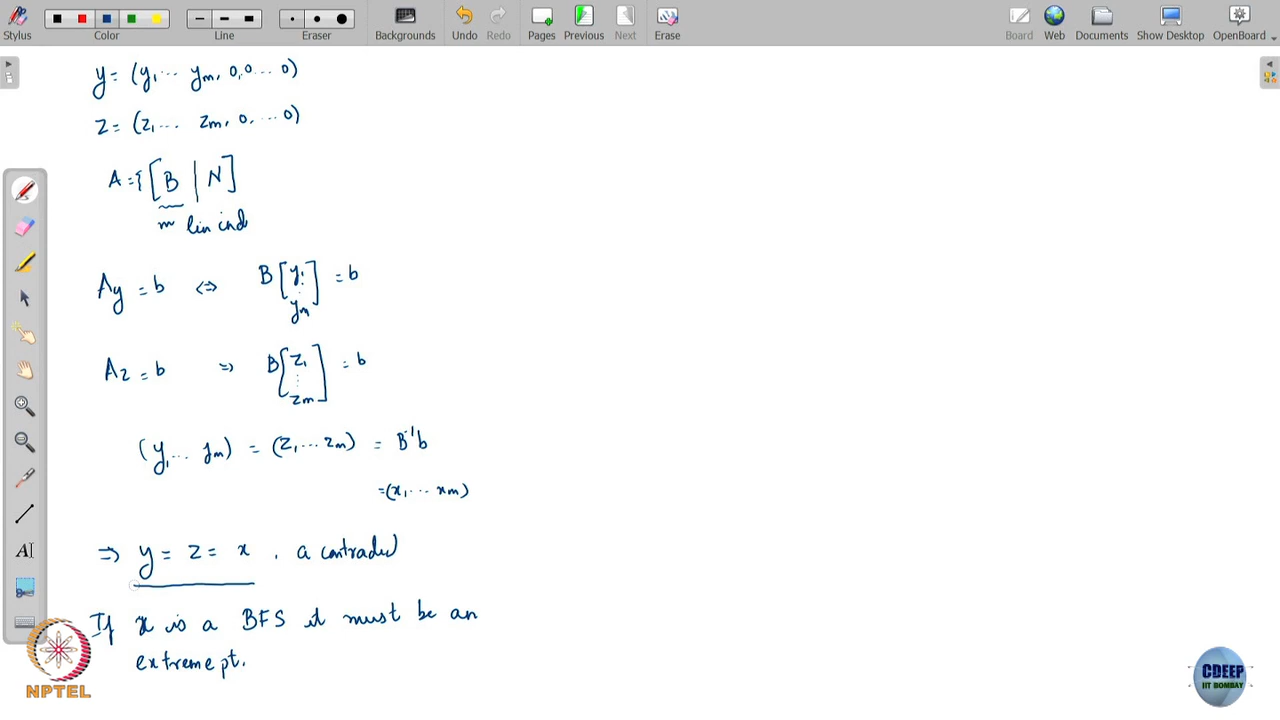 Stylus Color Line Eraser Backgrounds Undo Redo Pages Previous Next Erase Board Web Documents Show Desktop OpenBoard
y = (y₁ ... yₘ, 0, 0 ... 0)
z = (z₁ ... zₘ, 0, ... 0)
A = [B | N]
m lin ind
Ay = b ⇔ B [y₁ ⋮ yₘ] = b
Az = b ⇒ B [z₁ ⋮ zₘ] = b
(y₁ ... yₘ) = (z₁ ... zₘ) = B⁻¹b
= (x₁ ... xₘ)
⇒ y = z = x , a contradcl
If x is a BFS it must be an
extreme pt.
NPTEL
CDEEP
IIT BOMBAY